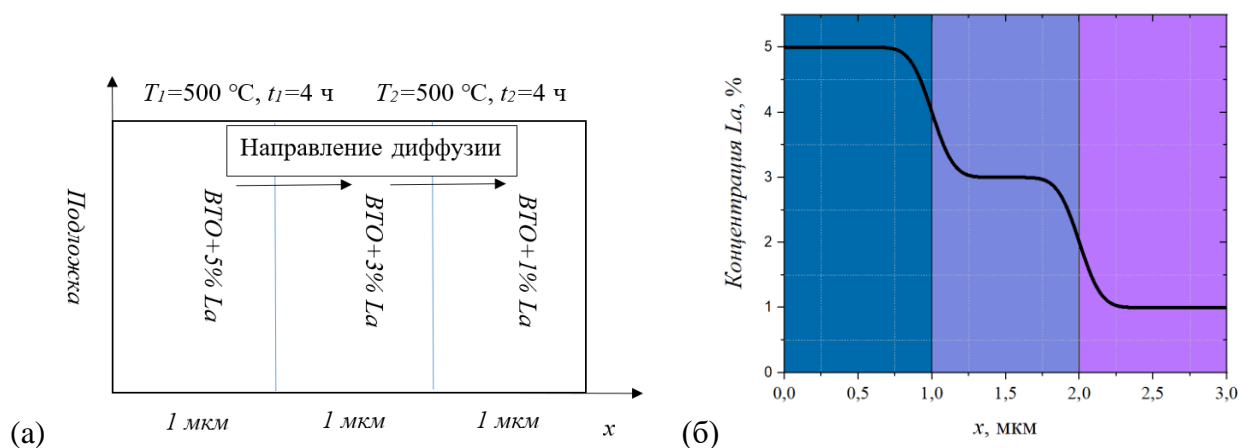 T1=500 °C, t1=4 ч
T2=500 °C, t2=4 ч
Направление диффузии
Подложка
BTO+5% La
BTO+3% La
BTO+1% La
1 мкм
1 мкм
1 мкм
x
(а)
Концентрация La, %
5
4
3
2
1
0
0,0
0,5
1,0
1,5
2,0
2,5
3,0
x, мкм
(б)